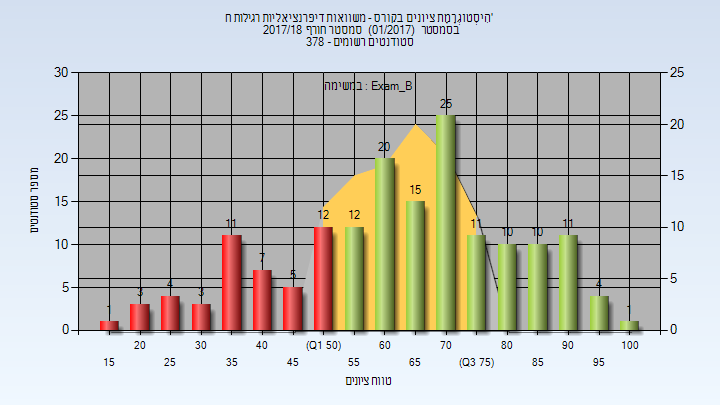 היסטוגרמת ציונים בקורס - משוואות דיפרנציאליות רגילות ח'
בסמסטר (01/2017) סמסטר חורף 2017/18
סטודנטים רשומים - 378
במשימה : Exam_B
30 25
25 20
20 15
15 10
10 5
5 0
0
1 3 4 3 11 7 5 12 12 20 15 25 11 10 10 11 4 1
מספר סטודנטים
20 30 40 (Q1 50) 60 70 80 90 100
15 25 35 45 55 65 (Q3 75) 85 95
טווח ציונים